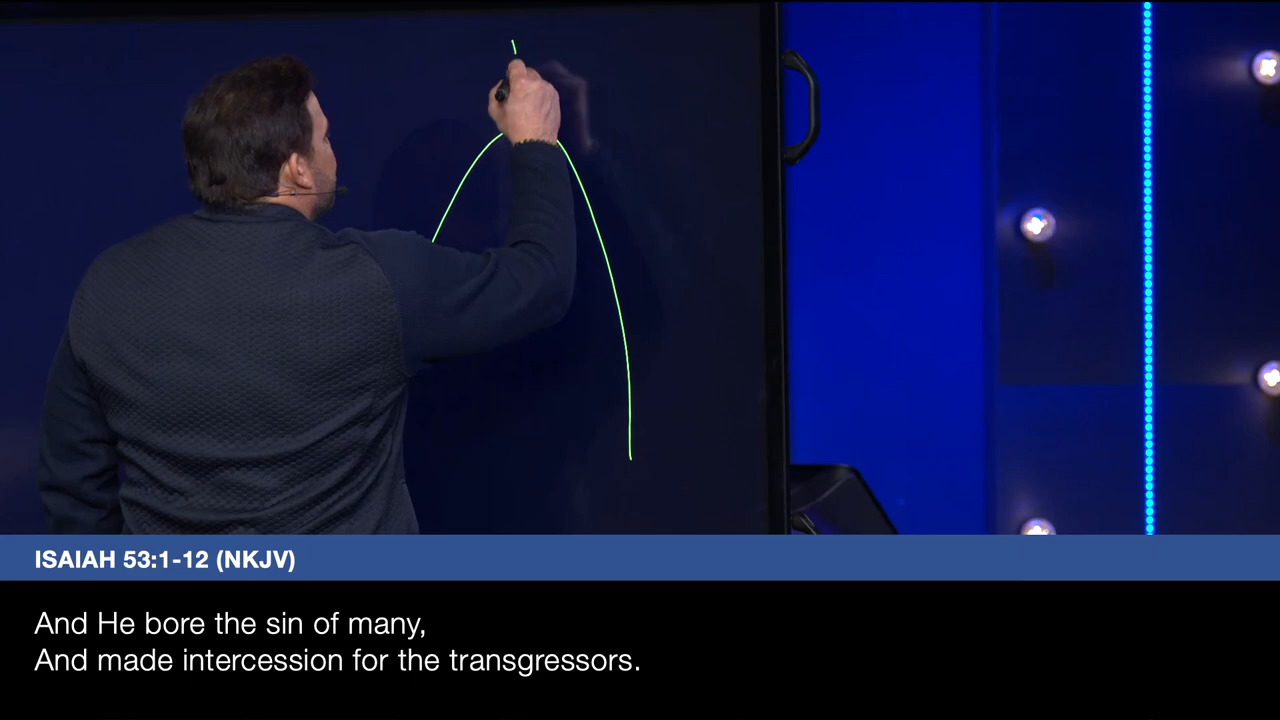 ISAIAH 53:1-12 (NKJV)
And He bore the sin of many,
And made intercession for the transgressors.